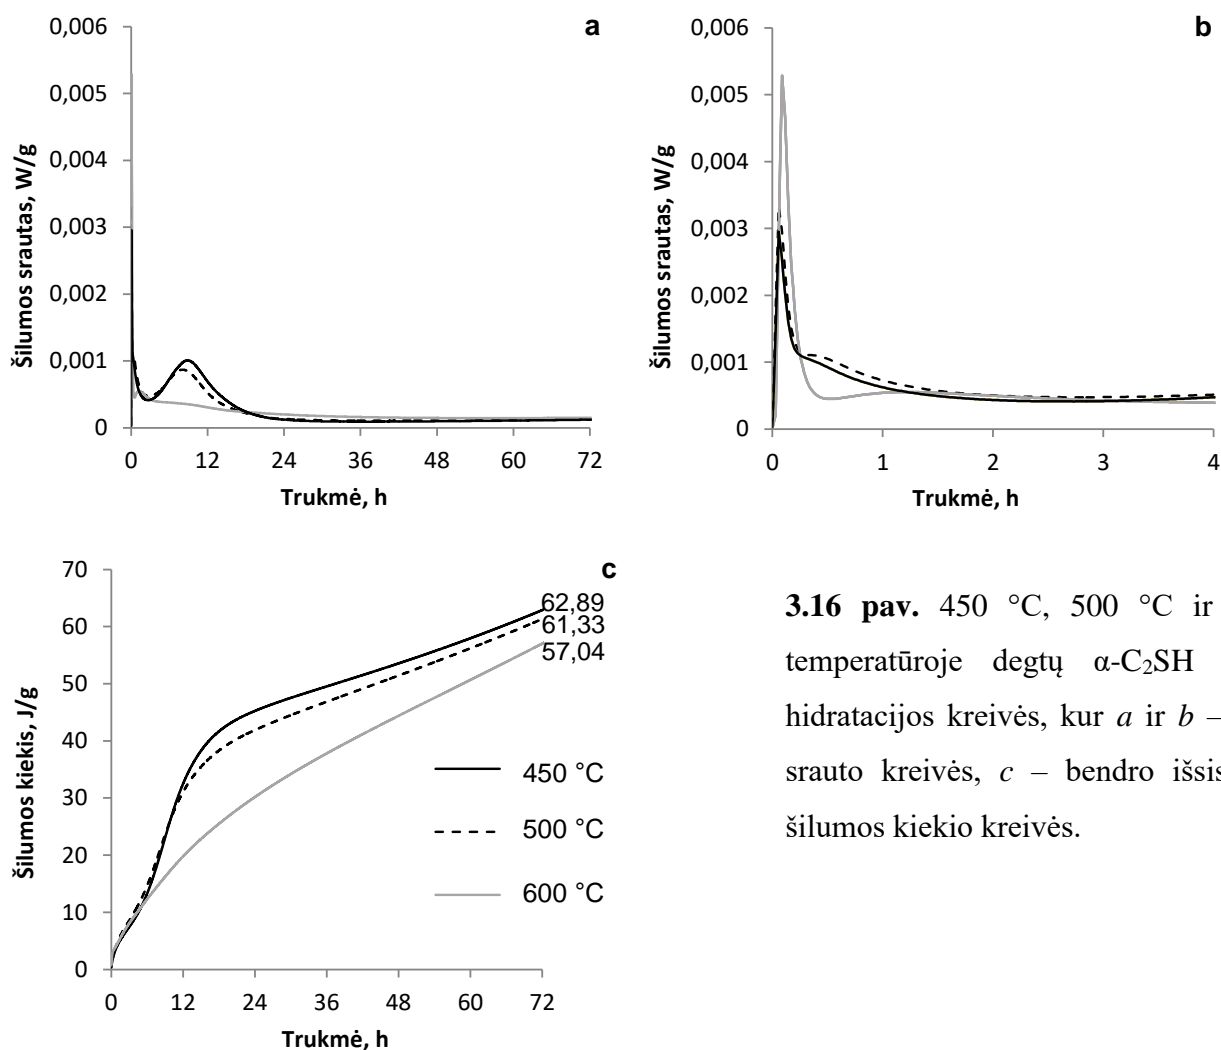 a
0,006
0,005
0,004
0,003
0,002
0,001
0
Šilumos srautas, W/g
0 12 24 36 48 60 72
Trukmė, h
b
0,006
0,005
0,004
0,003
0,002
0,001
0
Šilumos srautas, W/g
0 1 2 3 4
Trukmė, h
c
70
60
50
40
30
20
10
0
Šilumos kiekis, J/g
62,89
61,33
57,04
450 °C
500 °C
600 °C
0 12 24 36 48 60 72
Trukmė, h
3.16 pav. 450 °C, 500 °C ir
temperatūroje degtų α-C₂SH
hidratacijos kreivės, kur a ir b –
srauto kreivės, c – bendro išsis
šilumos kiekio kreivės.